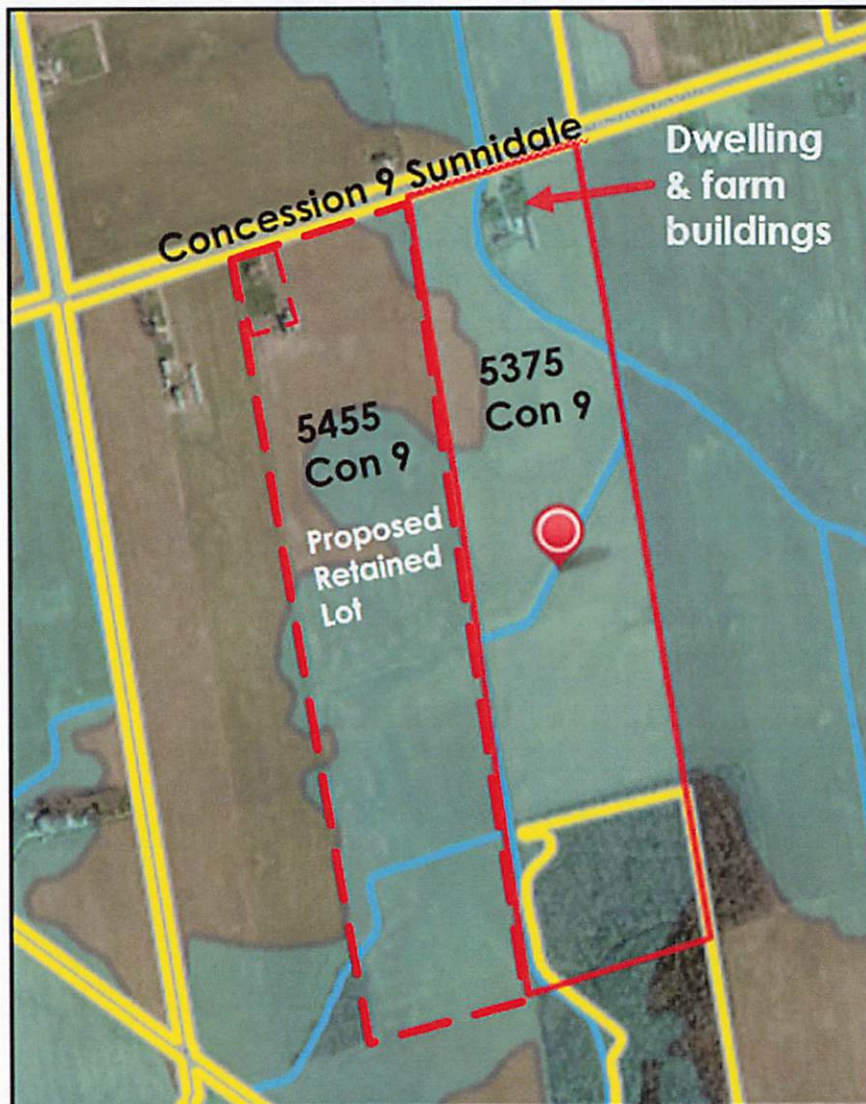 Concession 9 Sunnidale
Dwelling
& farm
buildings
5375
Con 9
5455
Con 9
Proposed
Retained
Lot